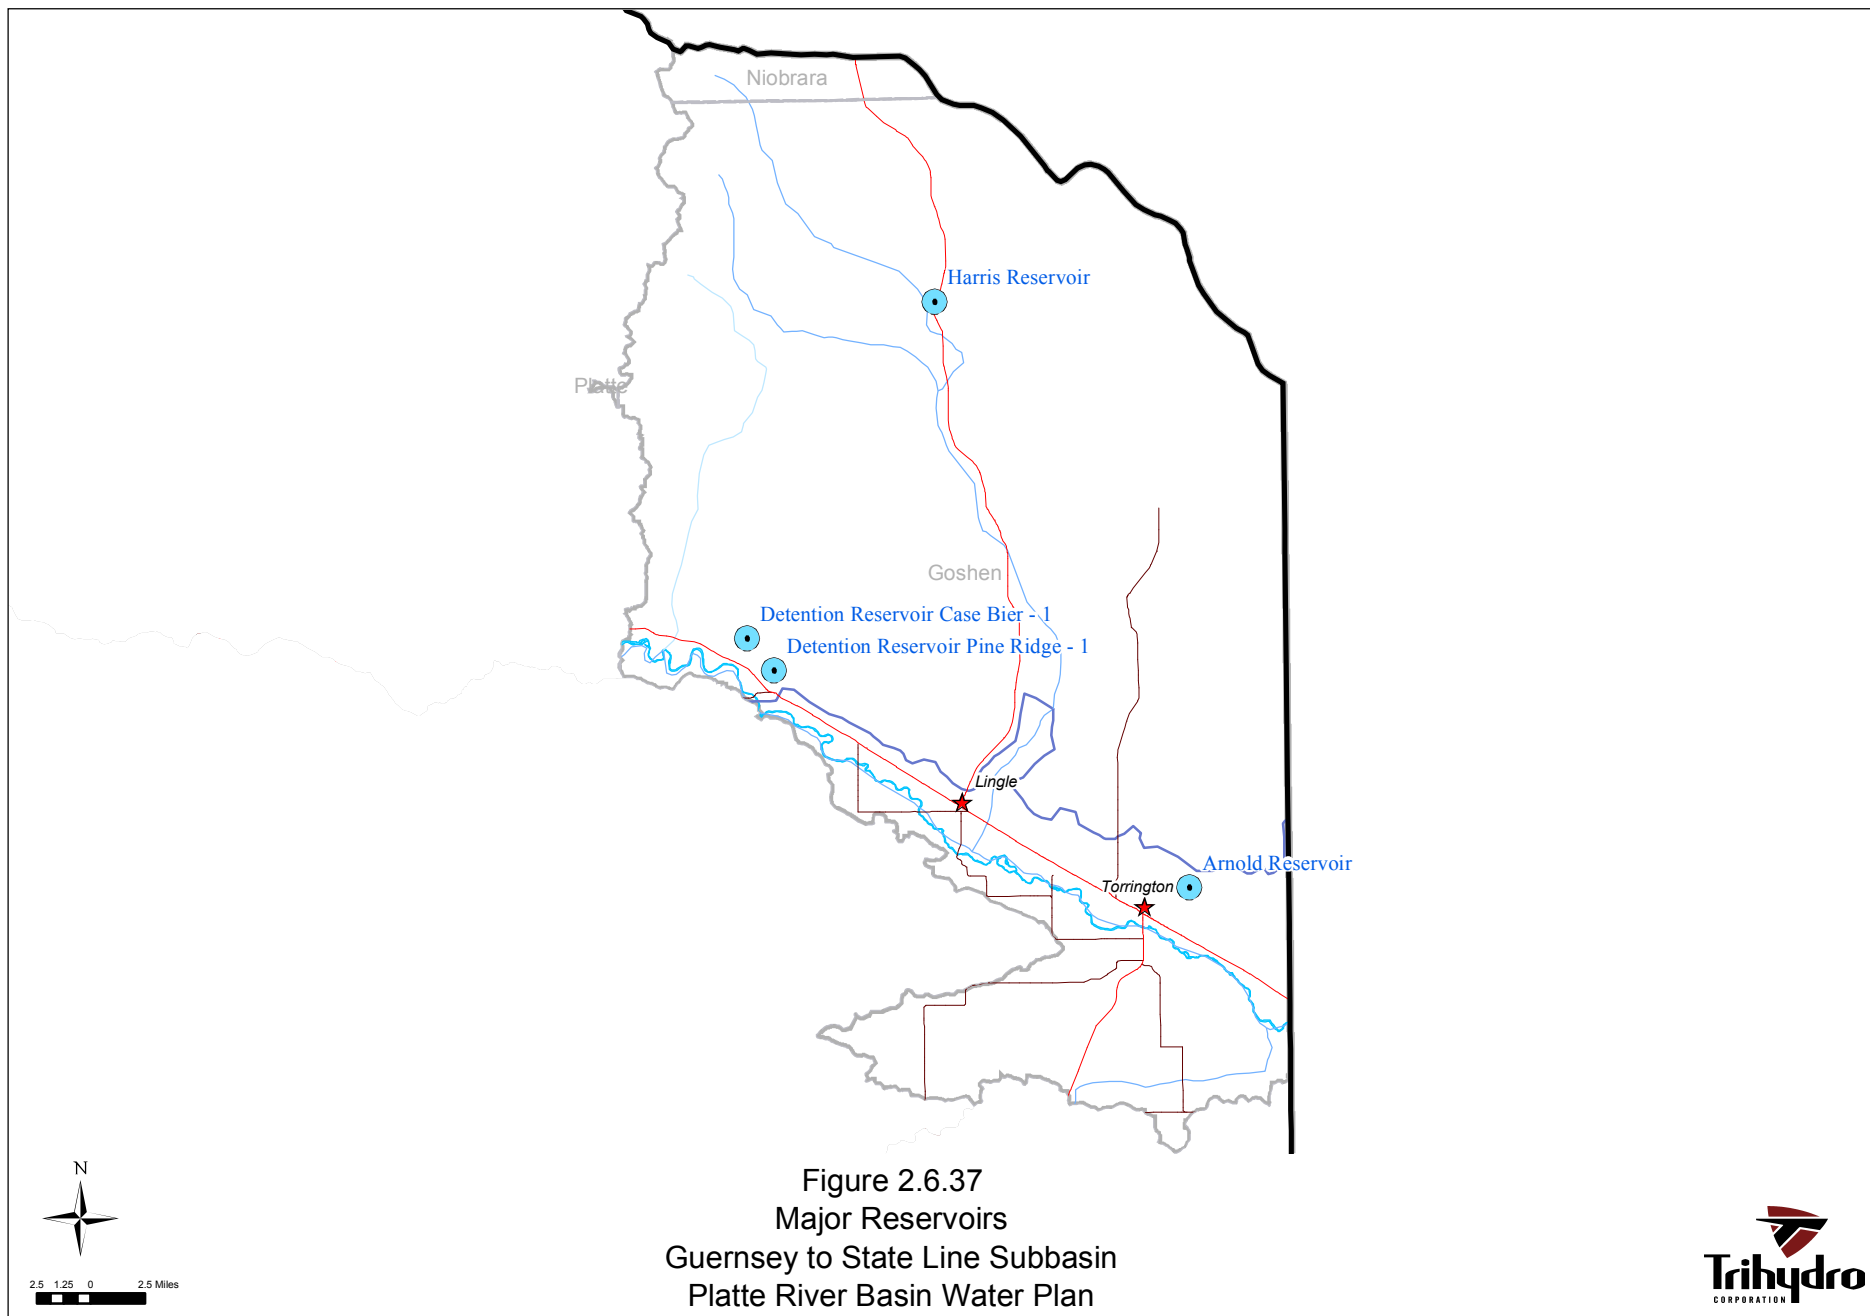 Niobrara
Harris Reservoir
Platte
Goshen
Detention Reservoir Case Bier - 1
Detention Reservoir Pine Ridge - 1
Lingle
Arnold Reservoir
Torrington
N
2.5 1.25 0 2.5 Miles
Figure 2.6.37
Major Reservoirs
Guernsey to State Line Subbasin
Platte River Basin Water Plan
Trihydro
CORPORATION